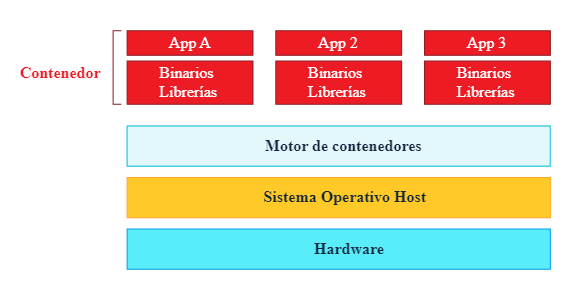 App A
App 2
App 3
Contenedor
Binarios
Librerías
Binarios
Librerías
Binarios
Librerías
Motor de contenedores
Sistema Operativo Host
Hardware